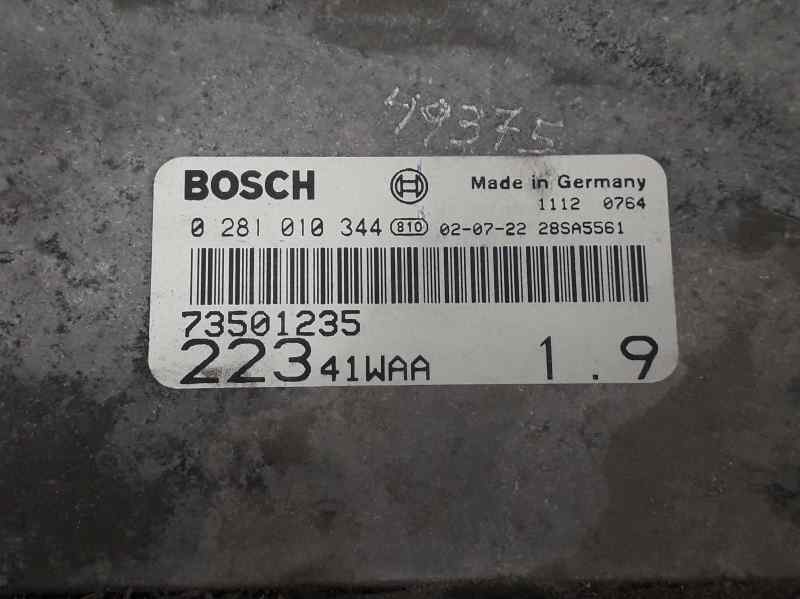 49375
BOSCH Made in Germany
1112 0764
0 281 010 344 810 02-07-22 28SA5561
73501235
223 41WAA 1.9